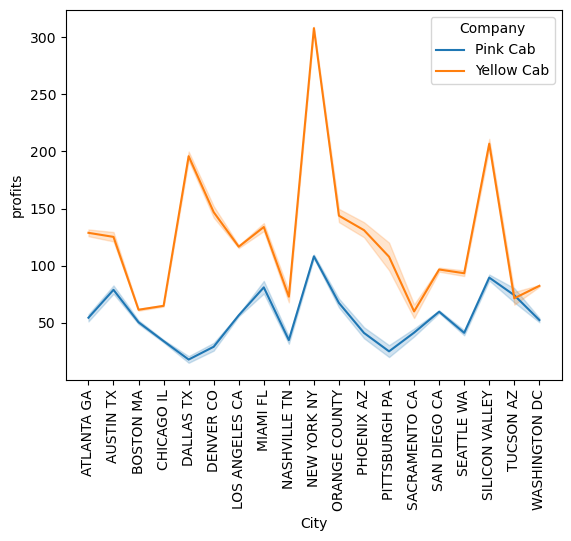 Company
Pink Cab
Yellow Cab
300
250
200
150
100
50
profits
ATLANTA GA
AUSTIN TX
BOSTON MA
CHICAGO IL
DALLAS TX
DENVER CO
LOS ANGELES CA
MIAMI FL
NASHVILLE TN
NEW YORK NY
ORANGE COUNTY
PHOENIX AZ
PITTSBURGH PA
SACRAMENTO CA
SAN DIEGO CA
SEATTLE WA
SILICON VALLEY
TUCSON AZ
WASHINGTON DC
City